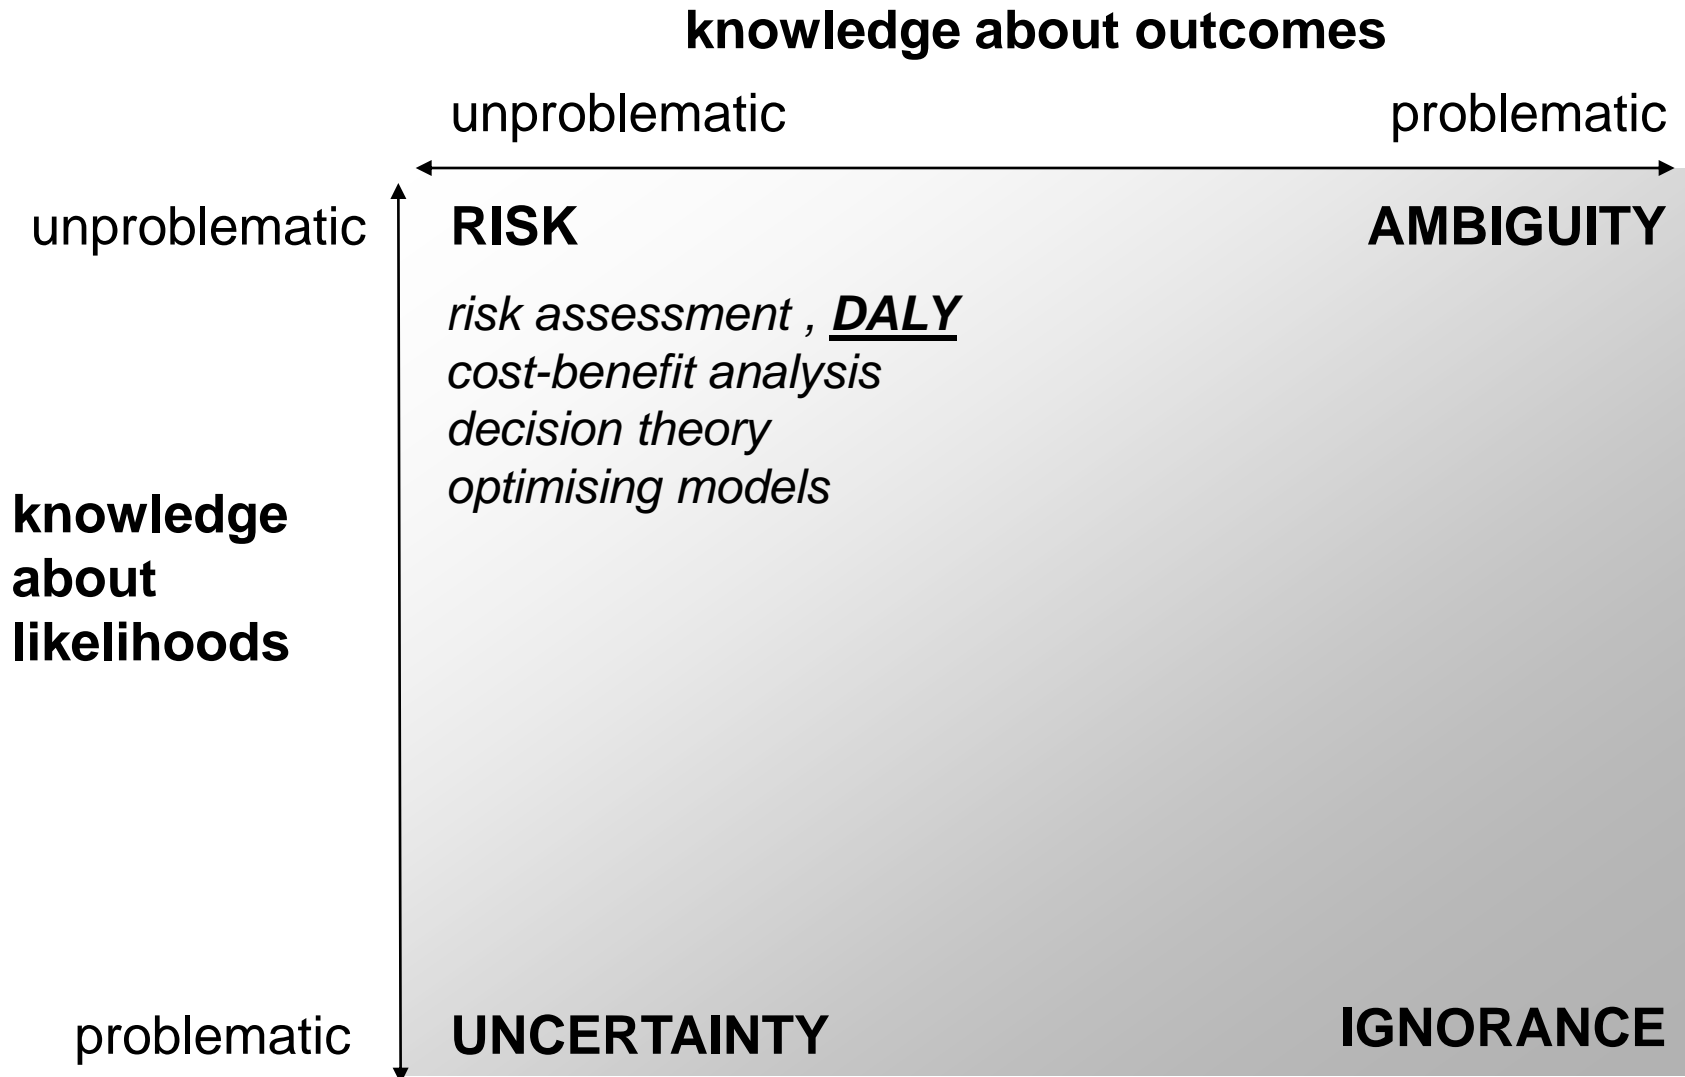 knowledge about outcomes
unproblematic problematic
unproblematic RISK AMBIGUITY
risk assessment , DALY
cost-benefit analysis
decision theory
optimising models
knowledge
about
likelihoods
problematic UNCERTAINTY IGNORANCE